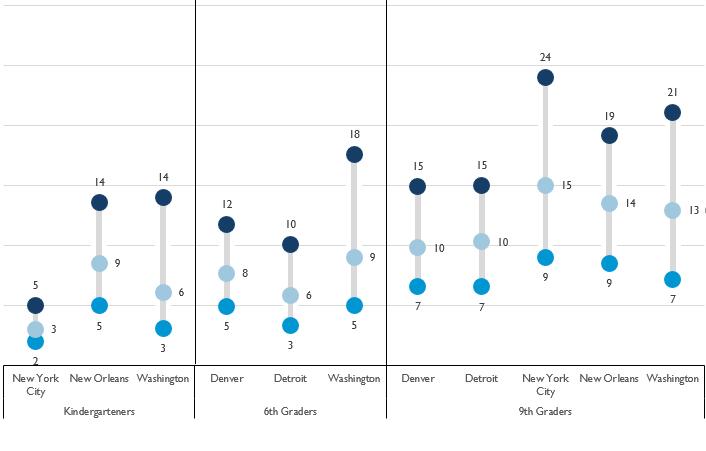 24
21
19
18
15
15
14
14
15
12
14
13
10
10
10
9
8
9
9
9
6
6
7
7
7
5
5
5
5
3
3
3
2
New York
City
New Orleans
Washington
Denver
Detroit
Washington
Denver
Detroit
New York
City
New Orleans
Washington
Kindergarteners
6th Graders
9th Graders